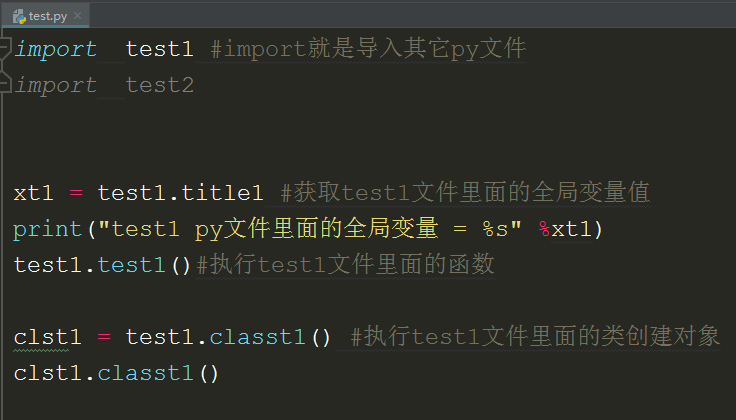 test.py
import  test1 #import就是导入其它py文件
import  test2
xt1 = test1.title1 #获取test1文件里面的全局变量值
print("test1 py文件里面的全局变量 = %s" %xt1)
test1.test1()#执行test1文件里面的函数
clst1 = test1.classt1() #执行test1文件里面的类创建对象
clst1.classt1()